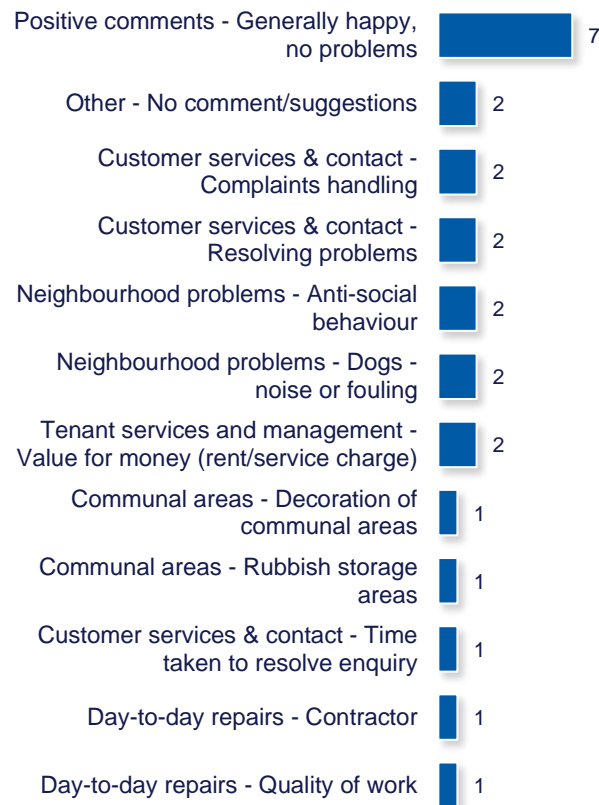 Positive comments - Generally happy,
no problems
7
Other - No comment/suggestions
2
Customer services & contact -
Complaints handling
2
Customer services & contact -
Resolving problems
2
Neighbourhood problems - Anti-social
behaviour
2
Neighbourhood problems - Dogs -
noise or fouling
2
Tenant services and management -
Value for money (rent/service charge)
2
Communal areas - Decoration of
communal areas
1
Communal areas - Rubbish storage
areas
1
Customer services & contact - Time
taken to resolve enquiry
1
Day-to-day repairs - Contractor
1
Day-to-day repairs - Quality of work
1